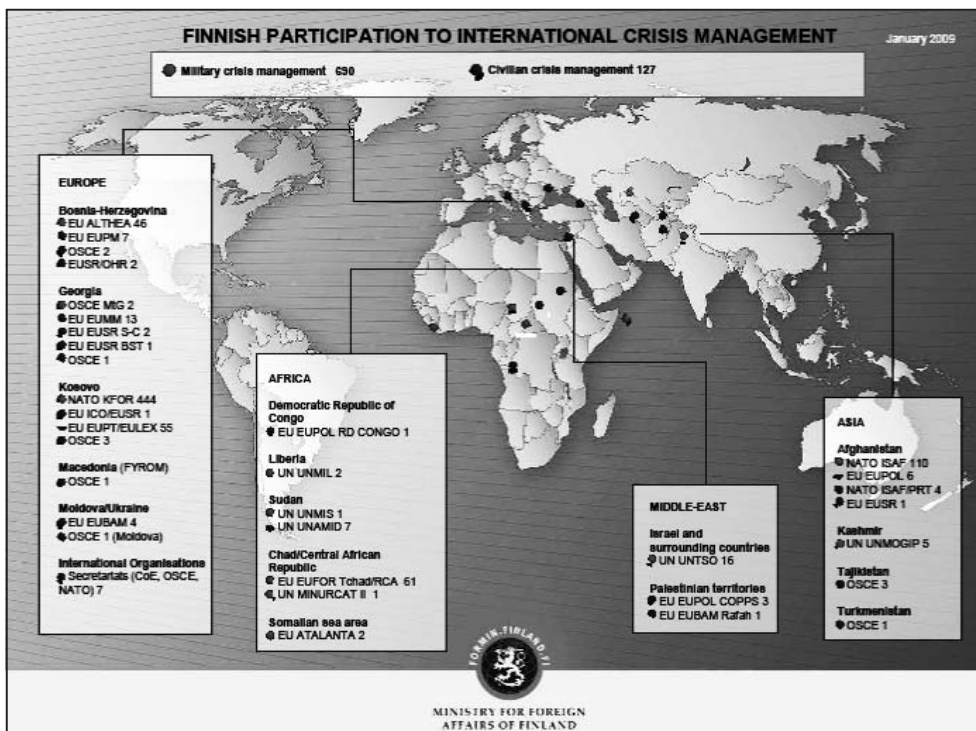 FINNISH PARTICIPATION TO INTERNATIONAL CRISIS MANAGEMENT
January 2009
Military crisis management 690
Civilian crisis management 127
EUROPE
Bosnia-Herzegovina
EU ALTHEA 46
EU EUPM 7
OSCE 2
EUSR/OHR 2
Georgia
OSCE MtG 2
EU EUMM 13
EU EUSR S-C 2
EU EUSR BST 1
OSCE 1
Kosovo
NATO KFOR 444
EU ICO/EUSR 1
EU EUPT/EULEX 55
OSCE 3
Macedonia (FYROM)
OSCE 1
Moldova/Ukraine
EU EUBAM 4
OSCE 1 (Moldova)
International Organisations
Secretariats (CoE, OSCE,
NATO) 7
AFRICA
Democratic Republic of
Congo
EU EUPOL RD CONGO 1
Liberia
UN UNMIL 2
Sudan
UN UNMIS 1
UN UNAMID 7
Chad/Central African
Republic
EU EUFOR Tchad/RCA 61
UN MINURCAT II 1
Somalian sea area
EU ATALANTA 2
MIDDLE-EAST
Israel and
surrounding countries
UN UNTSO 16
Palestinian territories
EU EUPOL COPPS 3
EU EUBAM Rafah 1
ASIA
Afghanistan
NATO ISAF 110
EU EUPOL 6
NATO ISAF/PRT 4
EU EUSR 1
Kashmir
UN UNMOGIP 5
Tajikistan
OSCE 3
Turkmenistan
OSCE 1
FORMIN.FINLAND.FI
MINISTRY FOR FOREIGN
AFFAIRS OF FINLAND